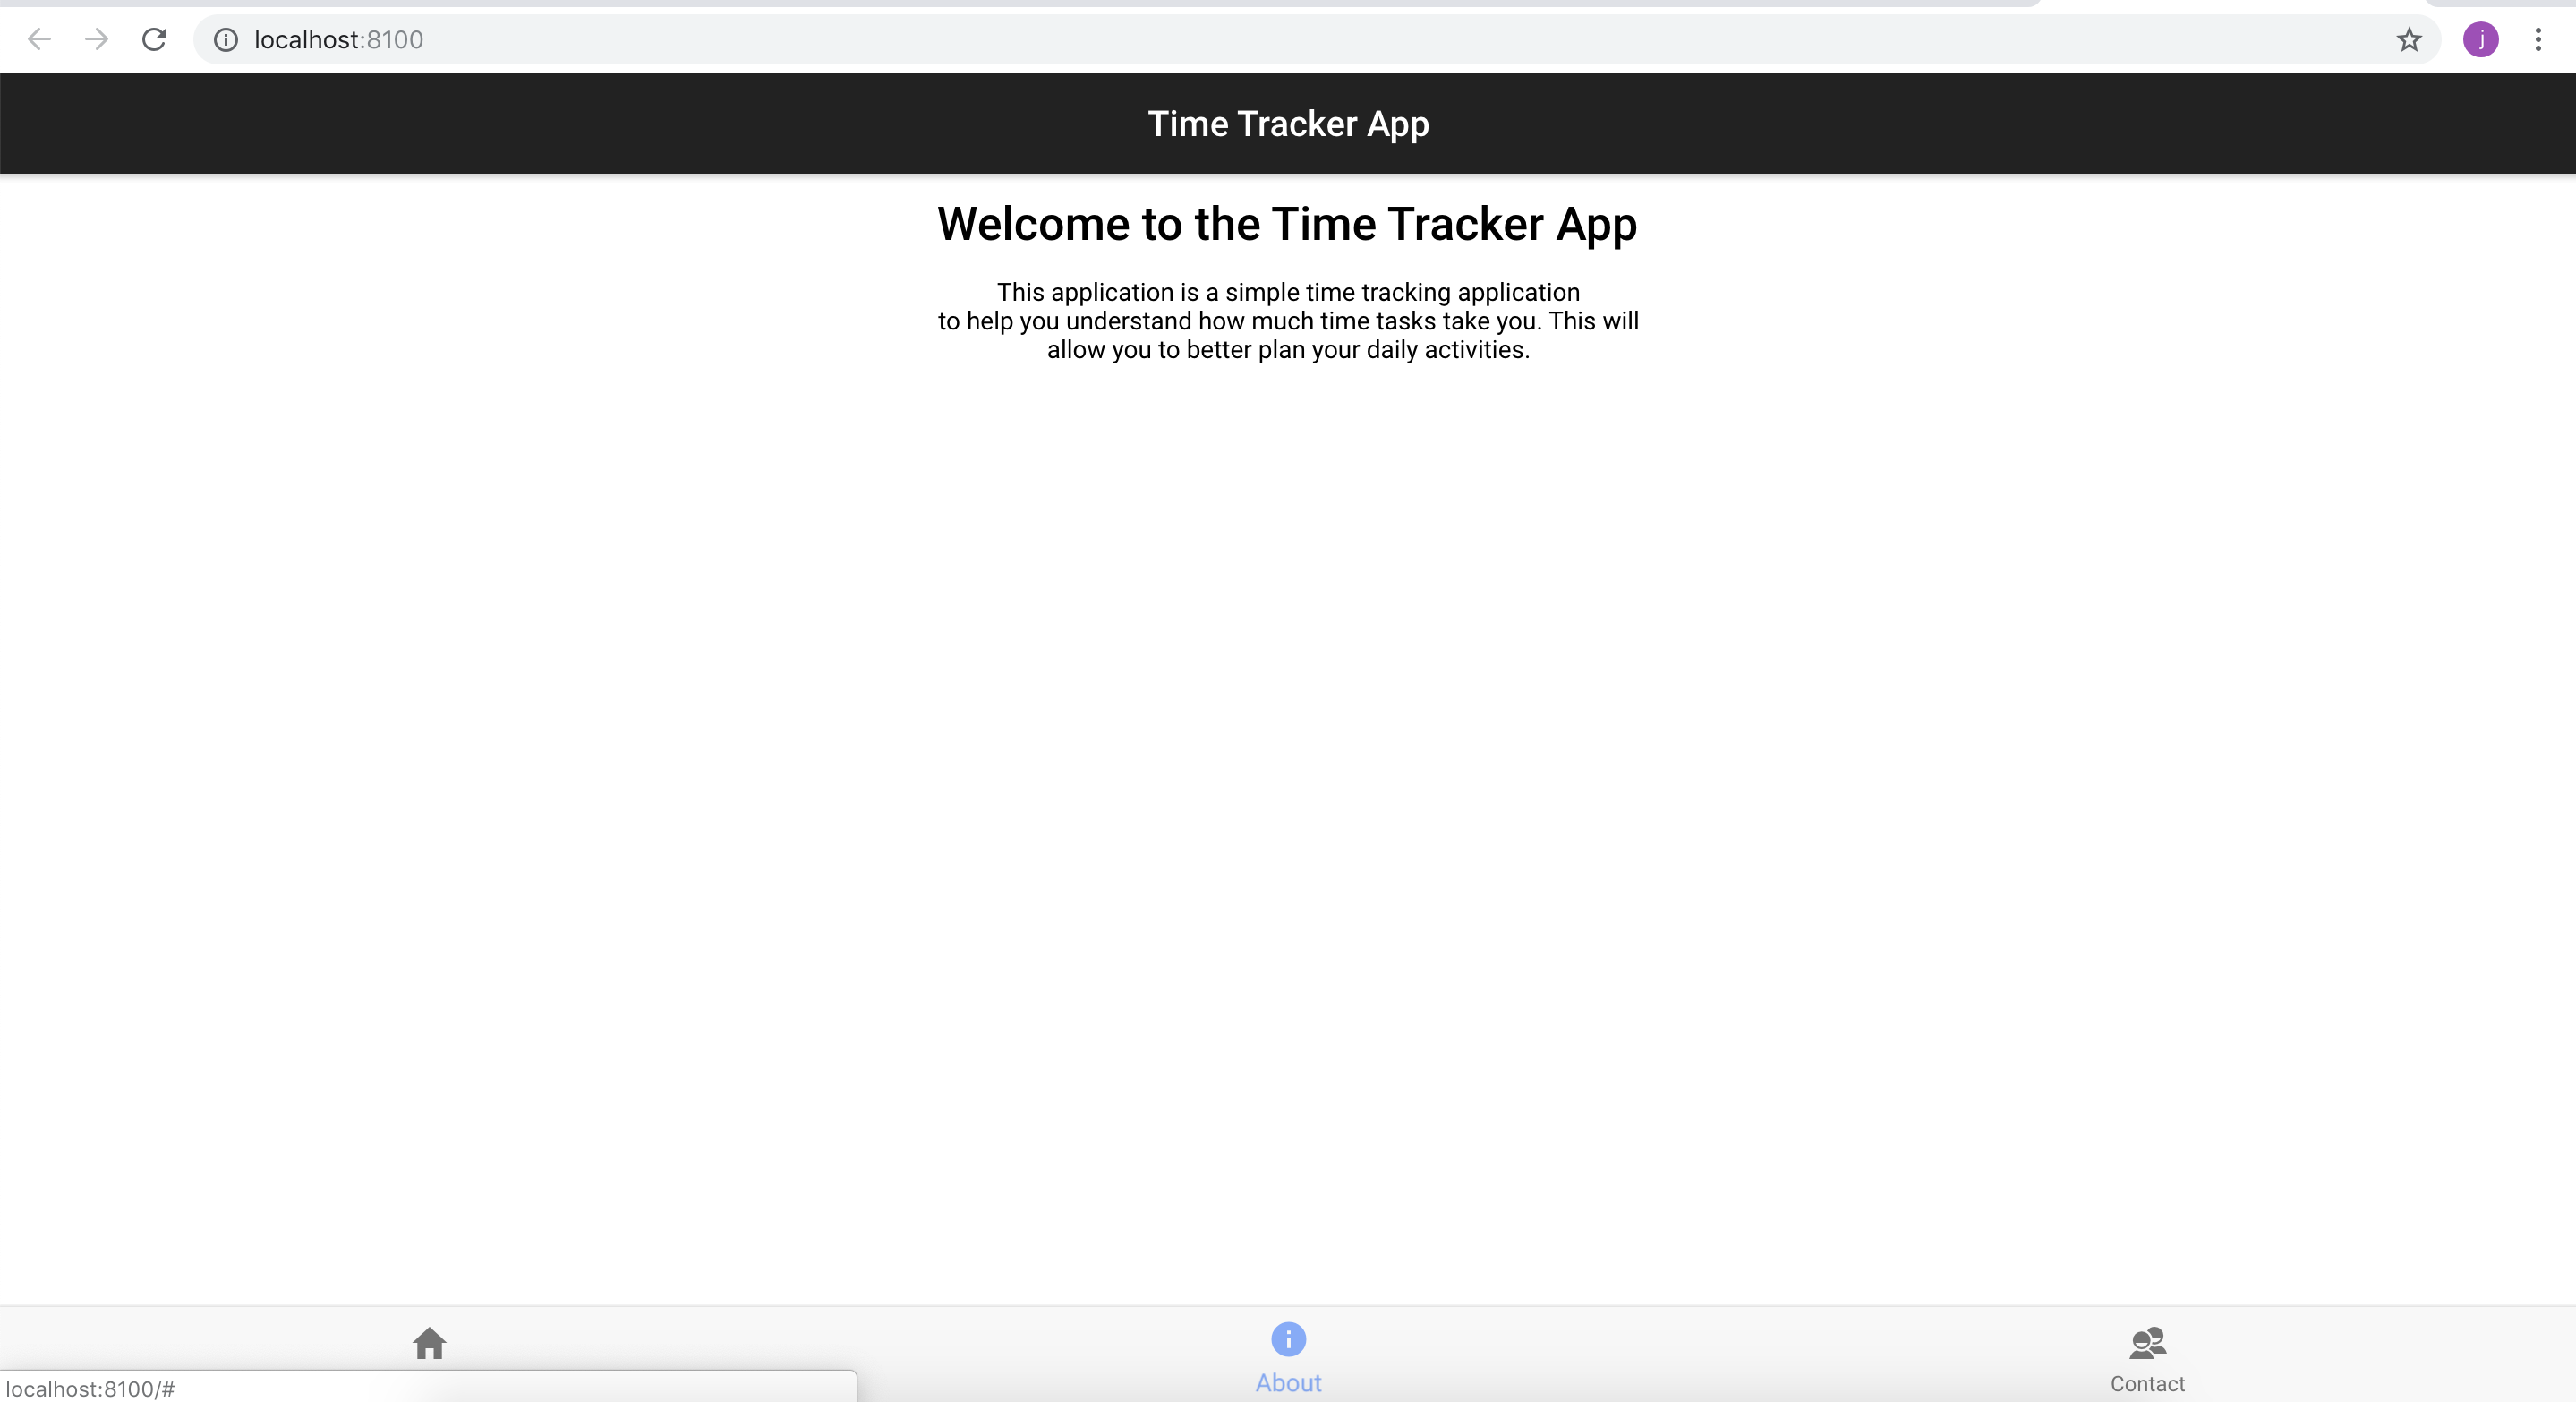 localhost:8100
j
Time Tracker App
Welcome to the Time Tracker App
This application is a simple time tracking application
to help you understand how much time tasks take you. This will
allow you to better plan your daily activities.
About
Contact
localhost:8100/#